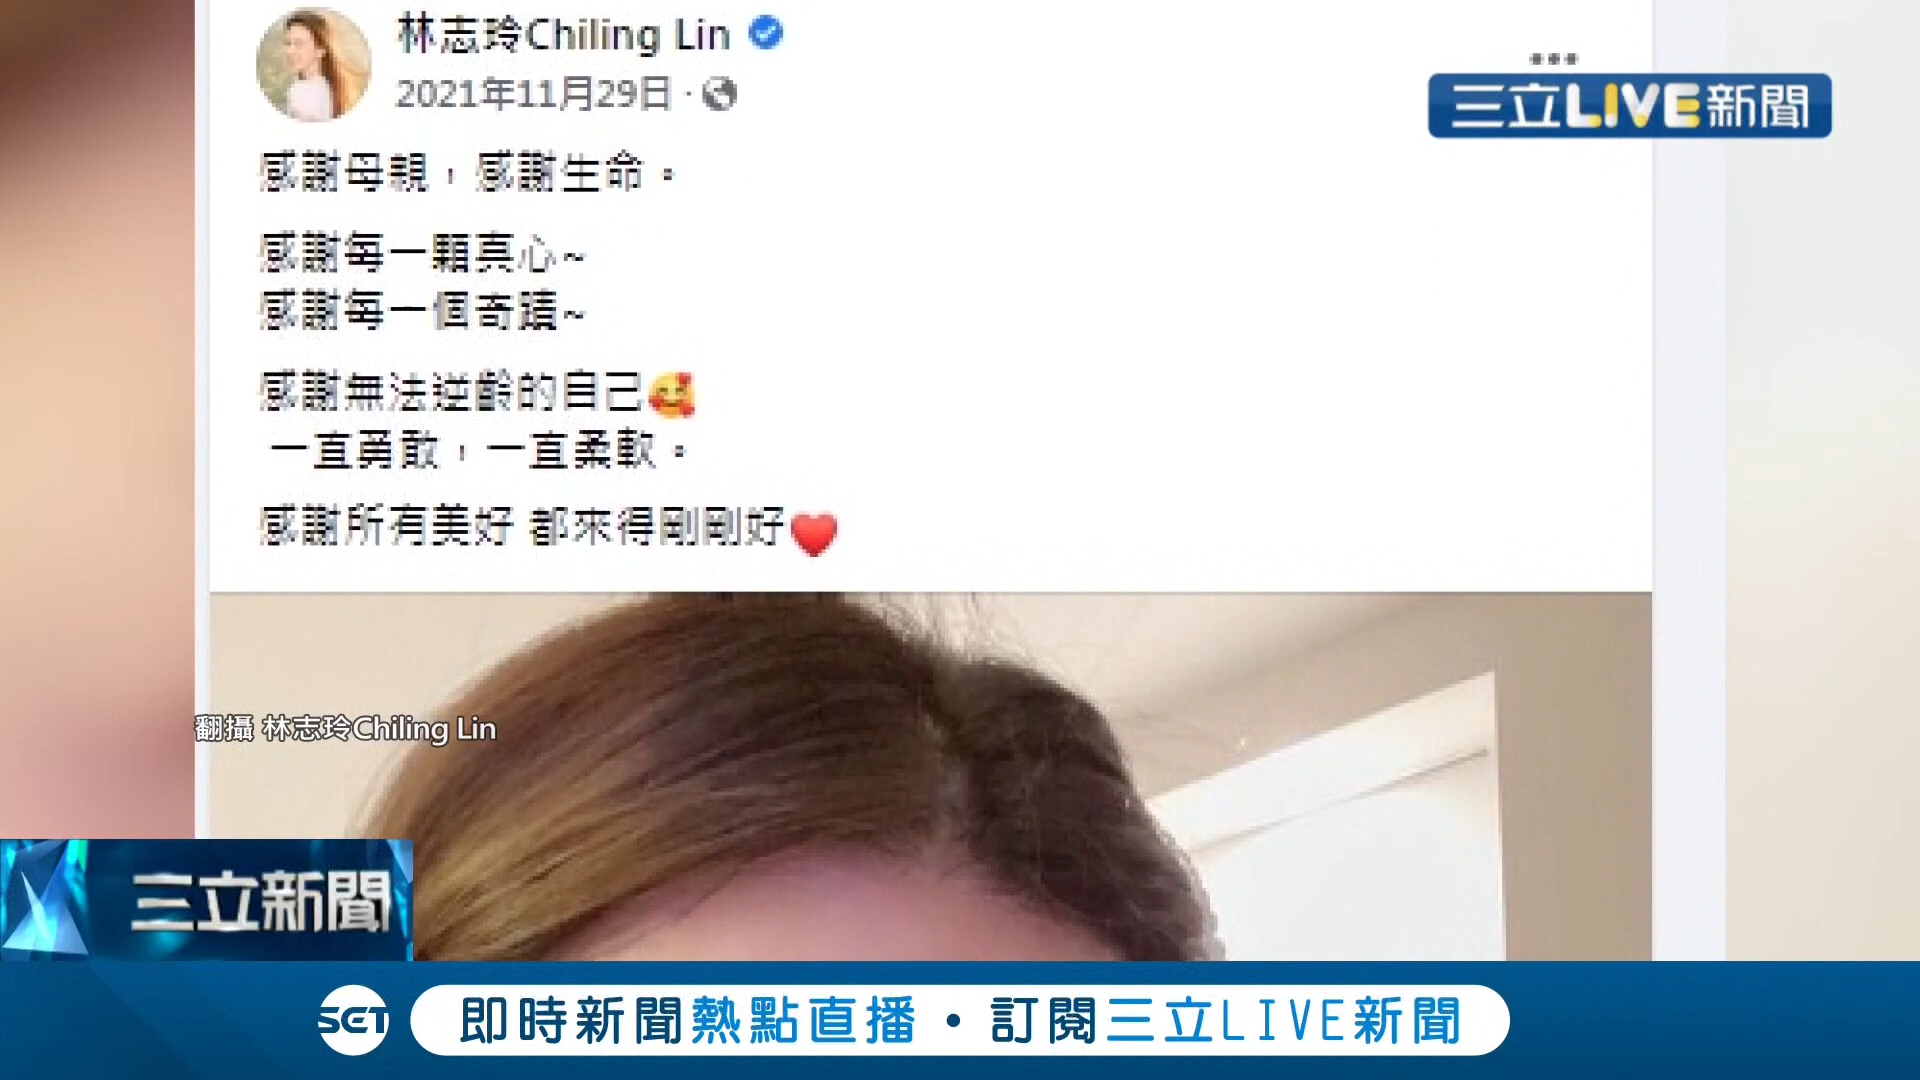 林志玲Chiling Lin
2021年11月29日
三立LIVE新聞
感謝母親，感謝生命。
感謝每一顆真心~
感謝每一個奇蹟~
感謝無法逆齡的自己
一直勇敢，一直柔軟。
感謝所有美好 都來得剛剛好
翻攝 林志玲Chiling Lin
三立新聞
SET
即時新聞熱點直播・訂閱三立LIVE新聞